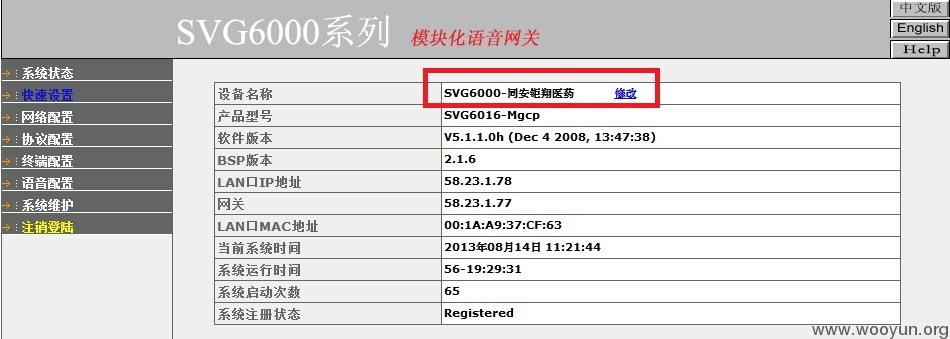 SVG6000系列 模块化语音网关
中文版
English
Help
系统状态
快速设置
网络配置
协议配置
终端配置
语音配置
系统维护
注销登陆
设备名称 SVG6000-同安钜翔医药 修改
产品型号 SVG6016-Mgcp
软件版本 V5.1.1.0h (Dec 4 2008, 13:47:38)
BSP版本 2.1.6
LAN口IP地址 58.23.1.78
网关 58.23.1.77
LAN口MAC地址 00:1A:A9:37:CF:63
当前系统时间 2013年08月14日 11:21:44
系统运行时间 56-19:29:31
系统启动次数 65
系统注册状态 Registered
www.wooyun.org